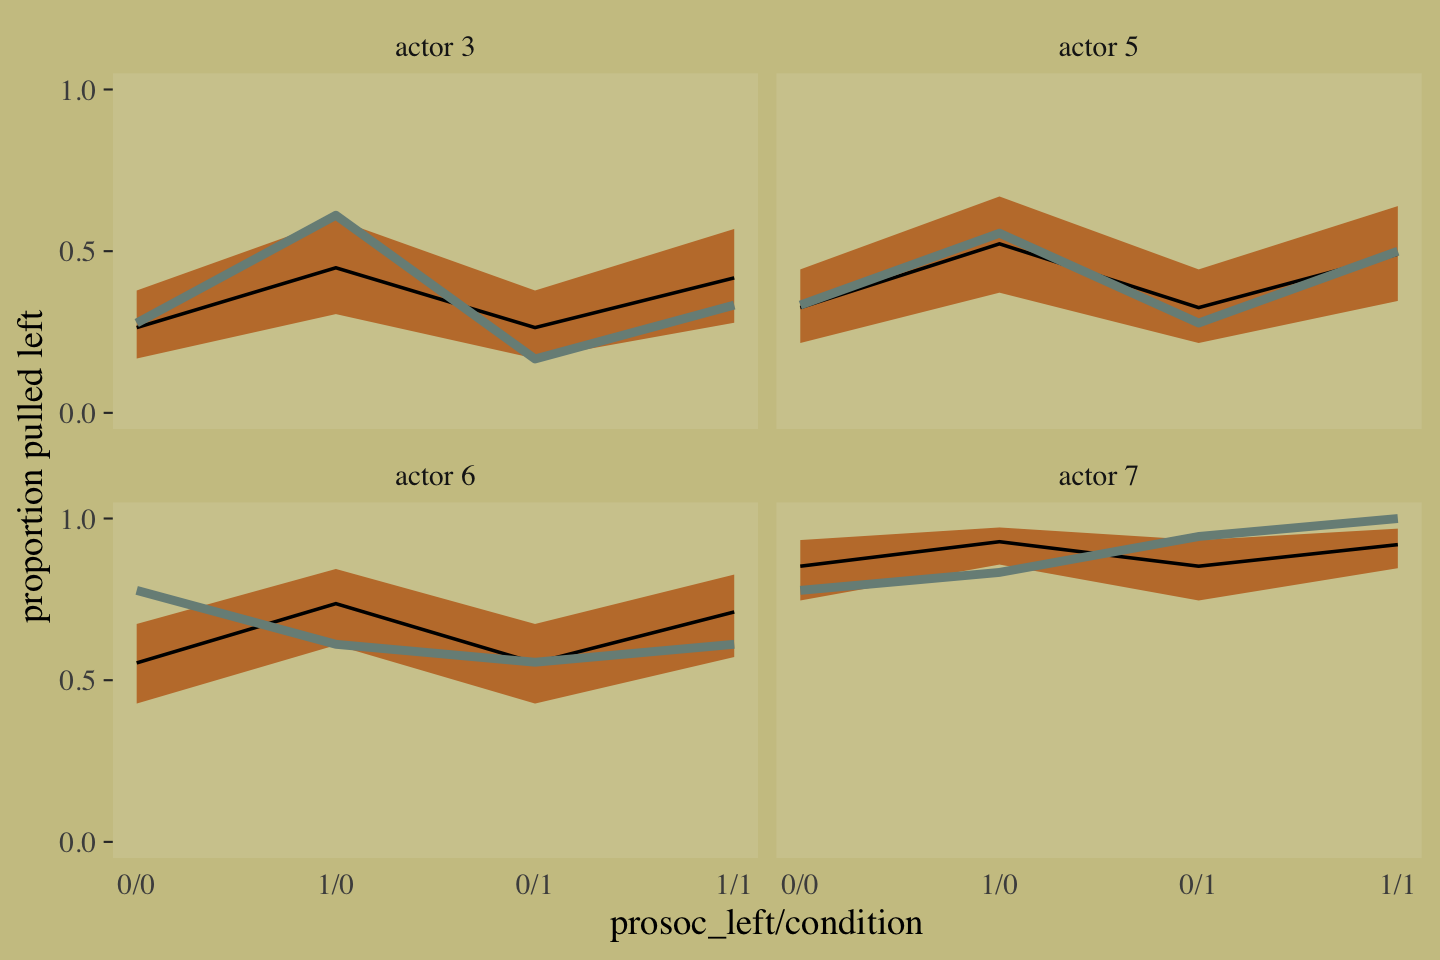 actor 3
actor 5
1.0
0.5
0.0
actor 6
actor 7
1.0
0.5
0.0
proportion pulled left
0/0 1/0 0/1 1/1 0/0 1/0 0/1 1/1
prosoc_left/condition